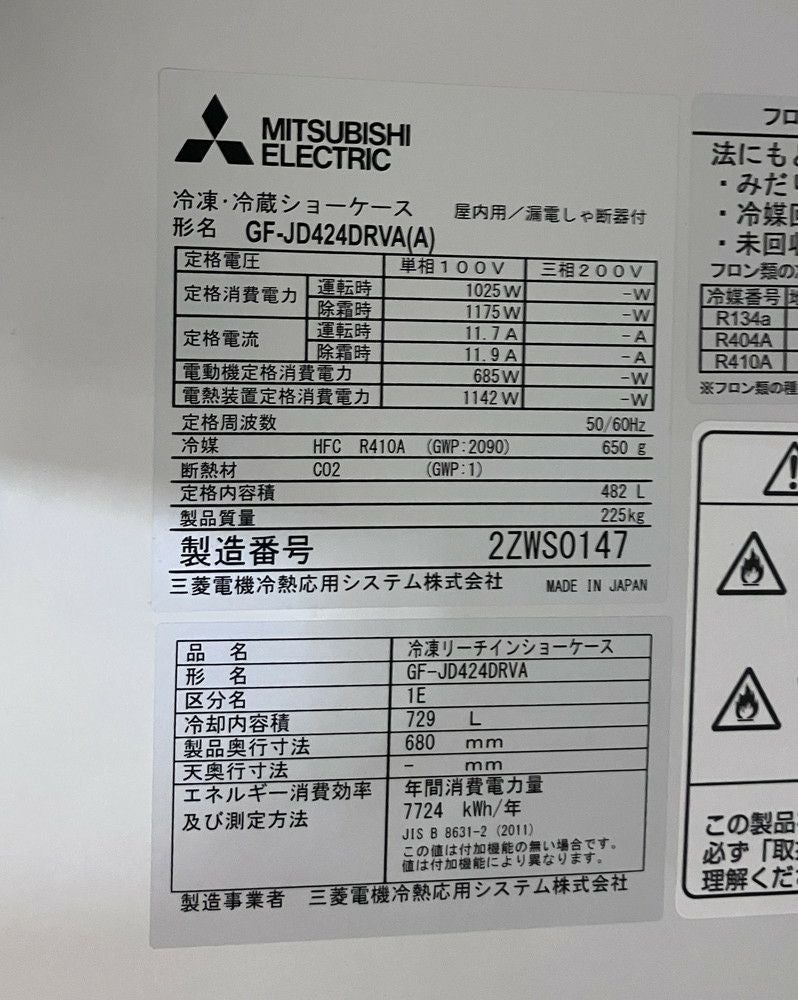 MITSUBISHI
ELECTRIC
冷凍・冷蔵ショーケース 屋内用／漏電しゃ断器付
形名 GF-JD424DRVA(A)
定格電圧 単相100V 三相200V
定格消費電力 運転時 1025W -W
除霜時 1175W -W
定格電流 運転時 11.7A -A
除霜時 11.9A -A
電動機定格消費電力 685W -W
電熱装置定格消費電力 1142W -W
定格周波数 50/60Hz
冷媒 HFC R410A (GWP:2090) 650 g
断熱材 CO2 (GWP:1)
定格内容積 482 L
製品質量 225kg
製造番号 2ZWS0147
三菱電機冷熱応用システム株式会社 MADE IN JAPAN
品名 冷凍リーチインショーケース
形名 GF-JD424DRVA
区分名 1E
冷却内容積 729 L
製品奥行寸法 680 mm
天奥行寸法 - mm
エネルギー消費効率 年間消費電力量
及び測定方法 7724 kWh/年
JIS B 8631-2 (2011)
この値は付加機能の無い場合です。
値は付加機能により異なります。
製造事業者 三菱電機冷熱応用システム株式会社
フロ
法にも
・みだ
・冷媒
・未回
フロン類の
冷媒番号
R134a
R404A
R410A
※フロン類の種
この製品
必ず「取
理解くだ